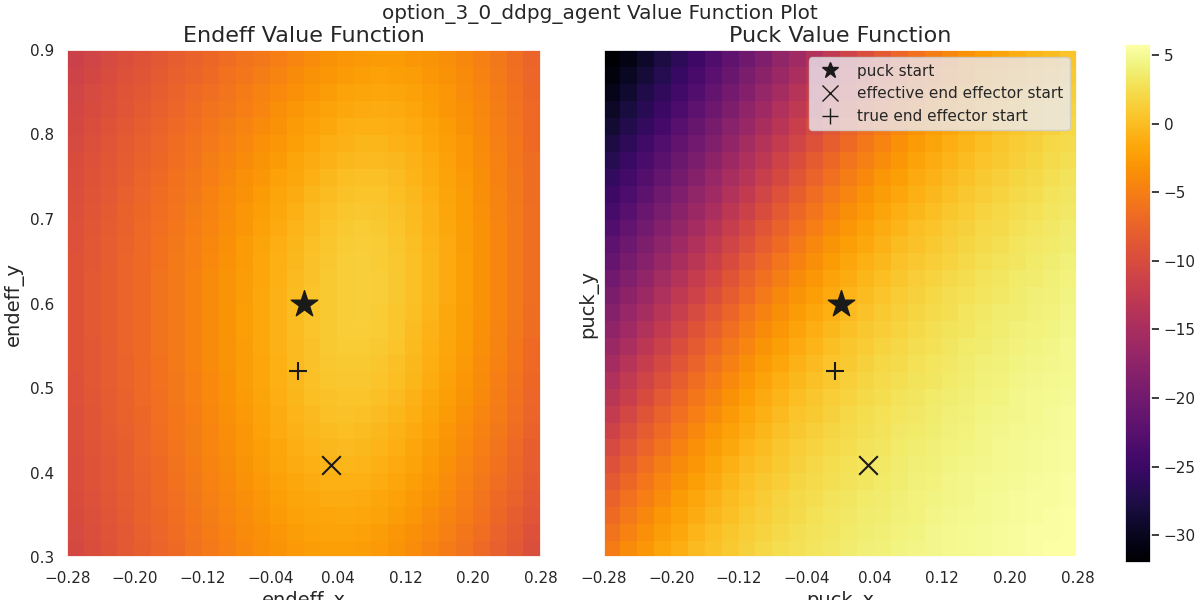 option_3_0_ddpg_agent Value Function Plot
Endeff Value Function
Puck Value Function
puck start
effective end effector start
true end effector start
endeff_y
0.9
0.8
0.7
0.6
0.5
0.4
0.3
−0.28 −0.20 −0.12 −0.04 0.04 0.12 0.20 0.28
endeff_x
puck_y
−0.28 −0.20 −0.12 −0.04 0.04 0.12 0.20 0.28
puck_x
5
0
−5
−10
−15
−20
−25
−30